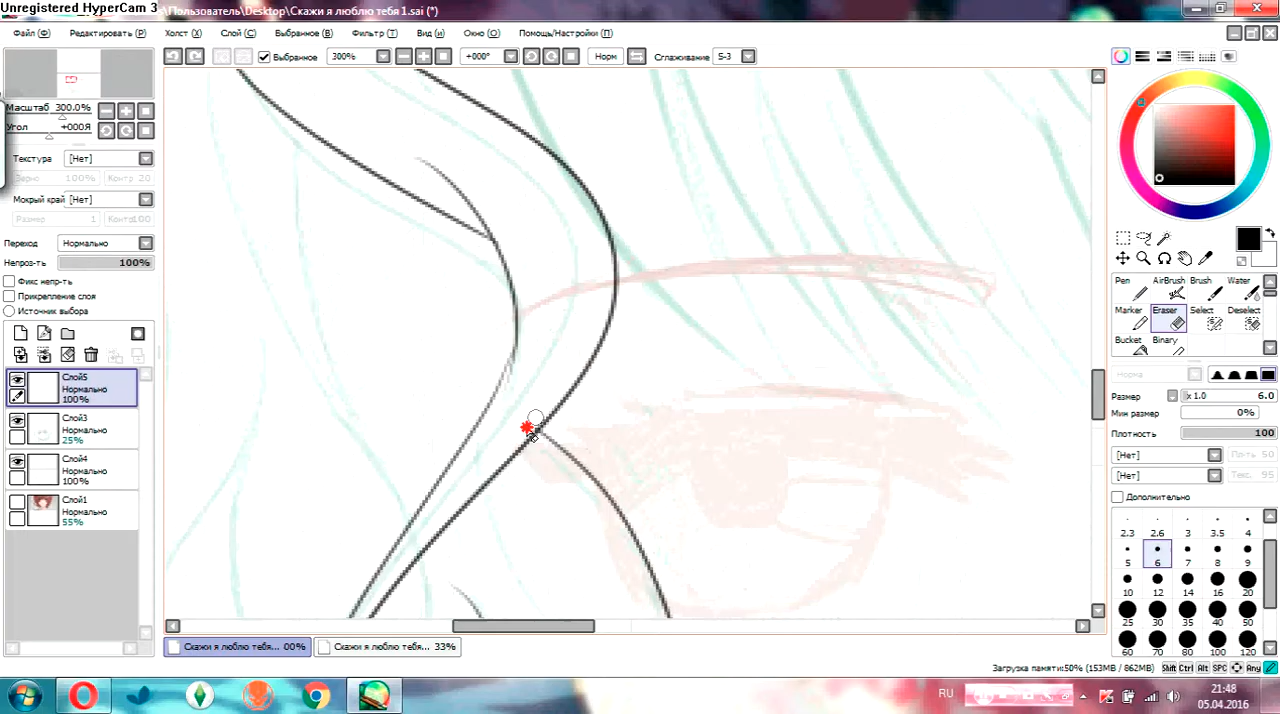 Unregistered HyperCam 3
\Пользователь\Desktop\Скажи я люблю тебя 1.sai (*)
Файл (Ф) Редактировать (Р) Холст (X) Слой (С) Выбранное (В) Фильтр (Т) Вид (и) Окно (О) Помощь/Настройки (П)
Выбранное 300% +000° Норм Сглаживание S-3
Масштаб 300.0%
Угол +000Я
Текстура [Нет]
100% Контр 20
Мокрый край [Нет]
Размер 1 Контр100
Переход Нормально
Непроз-ть 100%
Фикс непр-ть
Прикрепление слоя
Источник выбора
Слой5
Нормально
100%
Слой3
Нормально
25%
Слой4
Нормально
100%
Слой1
Нормально
55%
Pen AirBrush Brush Water
Marker Eraser Select Deselect
Bucket Binary
Норма
Размер x 1.0 6.0
Мин размер 0%
Плотность 100
[Нет] Пл-ть 50
[Нет] Тек. 95
Дополнительно
2.3 2.6 3 3.5 4
5 6 7 8 9
10 12 14 16 20
25 30 35 40 50
60 70 80 100 120
Скажи я люблю тебя... 00% Скажи я люблю тебя... 33%
Загрузка памяти:50% (153MB / 862MB) Shift Ctrl Alt SPC Any
RU
21:48
05.04.2016